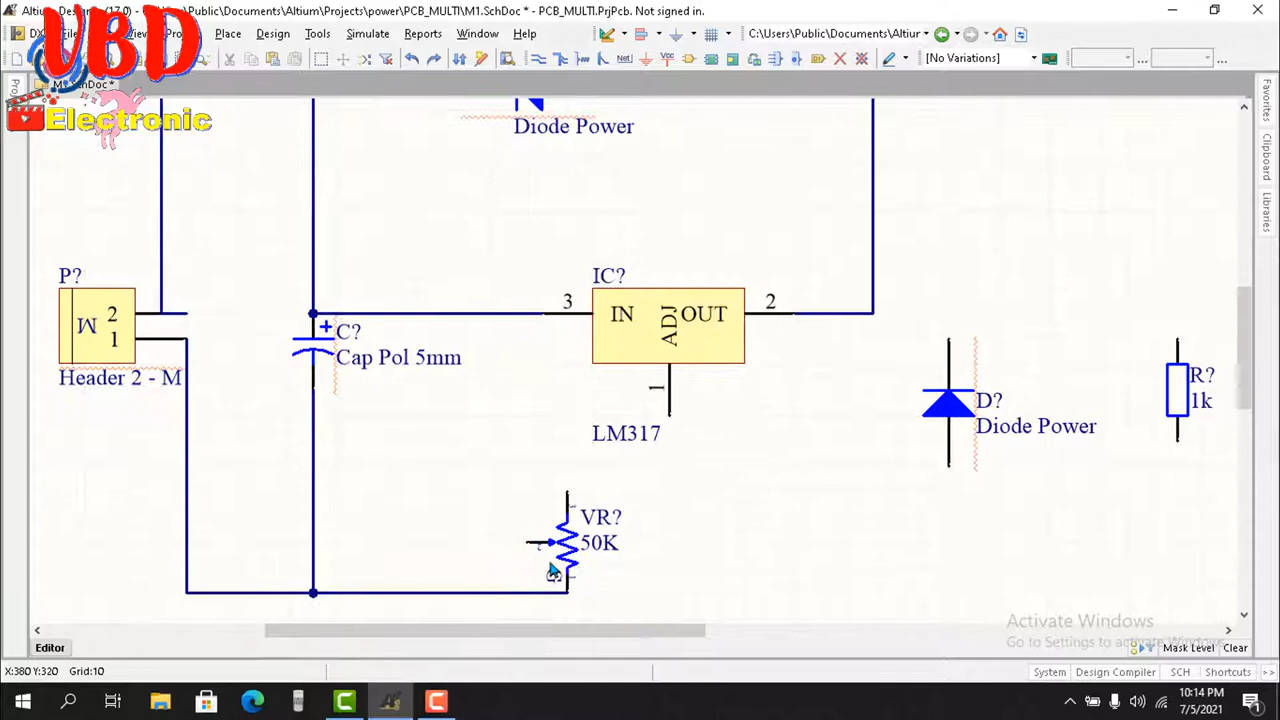 (17.0)
C:\Users\Public\Documents\Altium\Projects\power\PCB_MULTI\M1.SchDoc * - PCB_MULTI.PrjPcb. Not signed in.
Place Design Tools Simulate Reports Window Help
C:\Users\Public\Documents\Altiur
[No Variations]
VBD
Electronic
Favorites
Clipboard
Libraries
Diode Power
P?
2
1
M
Header 2 - M
C?
Cap Pol 5mm
IC?
3
IN
ADJ
OUT
2
1
LM317
D?
Diode Power
R?
1k
VR?
50K
Activate Windows
Go to Settings to activate Windows.
Editor
Mask Level Clear
X:380 Y:320 Grid:10
System Design Compiler SCH Shortcuts >>
10:14 PM
7/5/2021